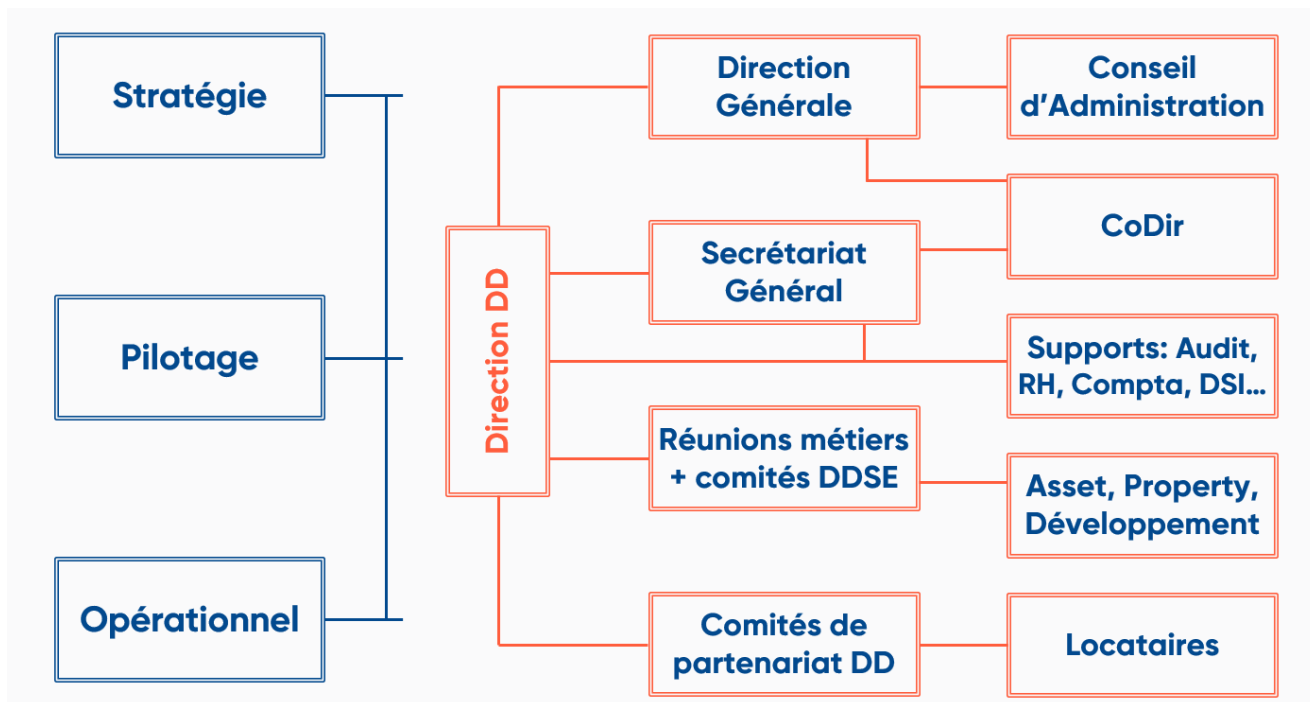 Stratégie
Pilotage
Opérationnel
Direction DD
Direction
Générale
Secrétariat
Général
Réunions métiers
+ comités DDSE
Comités de
partenariat DD
Conseil
d’Administration
CoDir
Supports: Audit,
RH, Compta, DSI...
Asset, Property,
Développement
Locataires